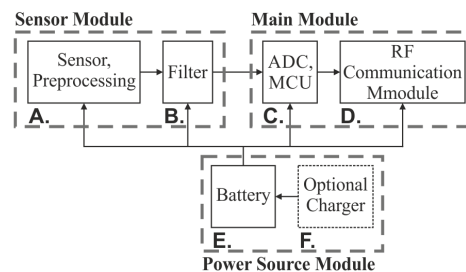 Sensor Module
Main Module
Sensor,
Preprocessing
Filter
ADC,
MCU
RF
Communication
Mmodule
A.
B.
C.
D.
Battery
Optional
Charger
E.
F.
Power Source Module